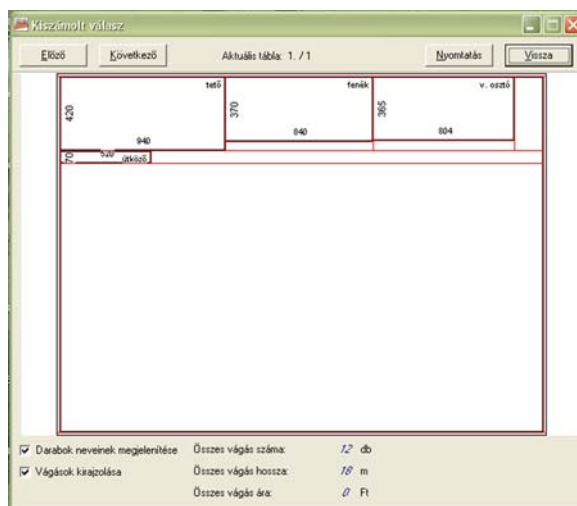 Kiszámolt válasz
Előző Következő Aktuális tábla: 1. / 1 Nyomtatás Vissza
tető fenék v. osztó
420 370 365
940 840 804
70 520 ütköző
Darabok neveinek megjelenítése Összes vágás száma: 12 db
Vágások kirajzolása Összes vágás hossza: 18 m
Összes vágás ára: 0 Ft